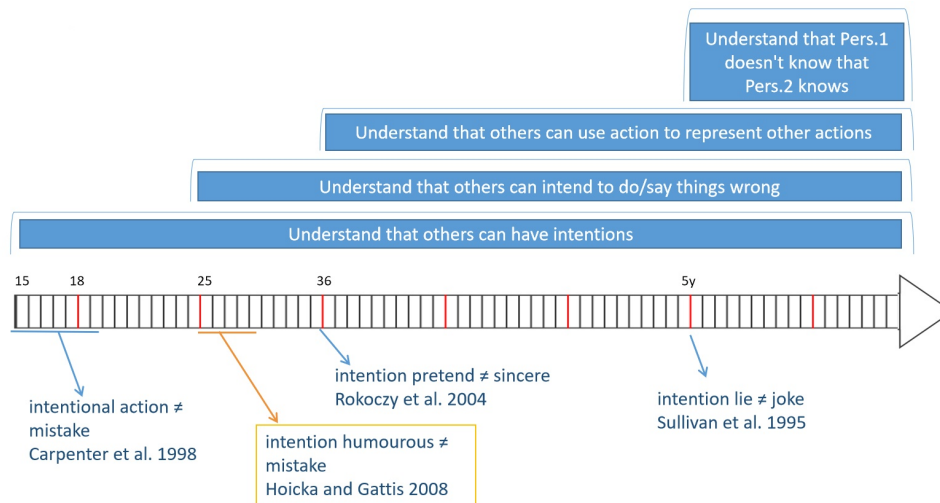 Understand that Pers.1
doesn't know that
Pers.2 knows
Understand that others can use action to represent other actions
Understand that others can intend to do/say things wrong
Understand that others can have intentions
15 18 25 36 5y
intention pretend ≠ sincere
Rokoczy et al. 2004
intention lie ≠ joke
Sullivan et al. 1995
intentional action ≠
mistake
Carpenter et al. 1998
intention humourous ≠
mistake
Hoicka and Gattis 2008